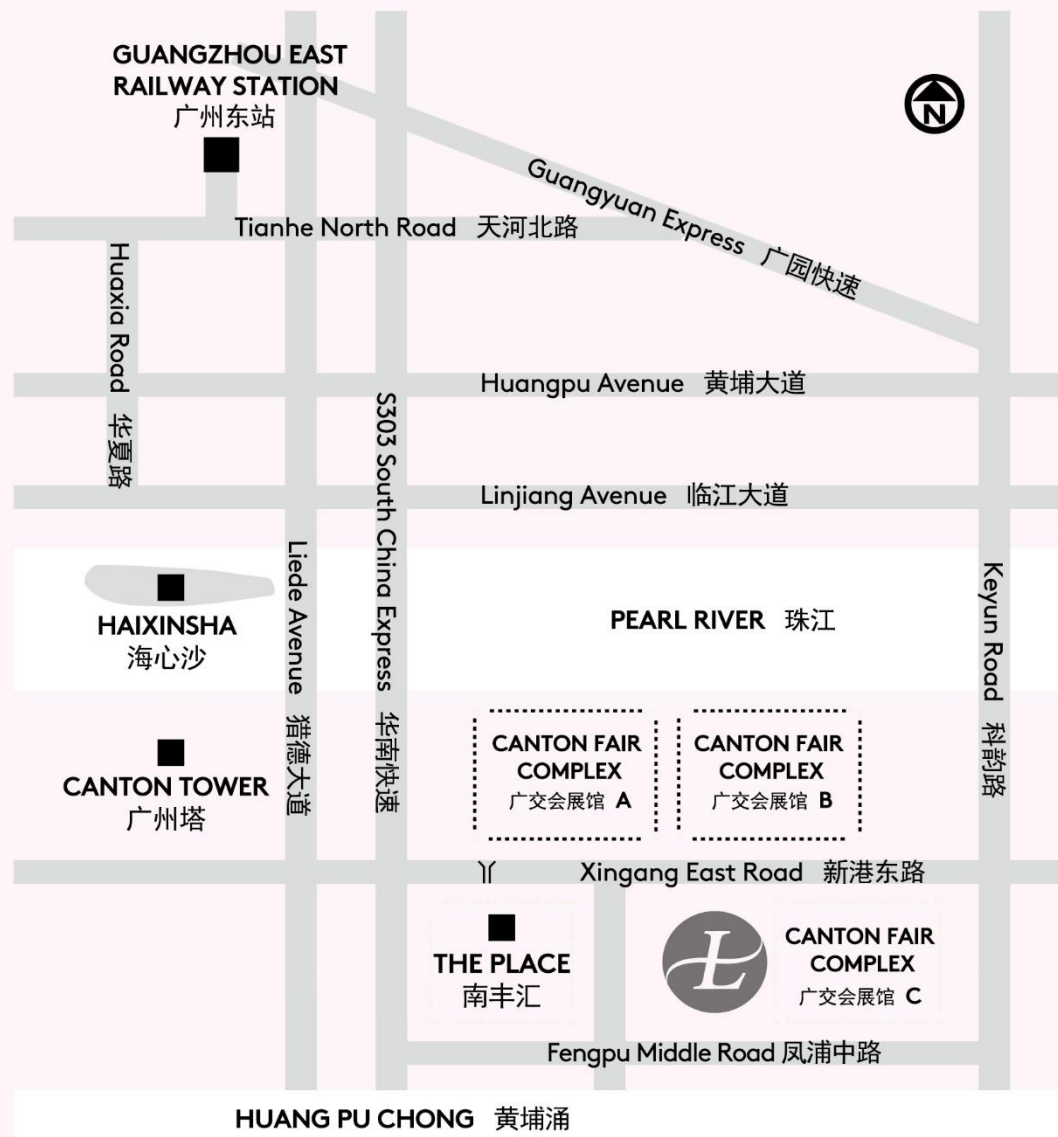 GUANGZHOU EAST
RAILWAY STATION
广州东站
N
Guangyuan Express 广园快速
Tianhe North Road 天河北路
Huaxia Road 华夏路
Huangpu Avenue 黄埔大道
S303 South China Express 华南快速
Linjiang Avenue 临江大道
Liede Avenue 猎德大道
Keyun Road 科韵路
HAIXINSHA
海心沙
PEARL RIVER 珠江
CANTON TOWER
广州塔
CANTON FAIR
COMPLEX
广交会展馆 A
CANTON FAIR
COMPLEX
广交会展馆 B
Xingang East Road 新港东路
THE PLACE
南丰汇
L
CANTON FAIR
COMPLEX
广交会展馆 C
Fengpu Middle Road 凤浦中路
HUANG PU CHONG 黄埔涌